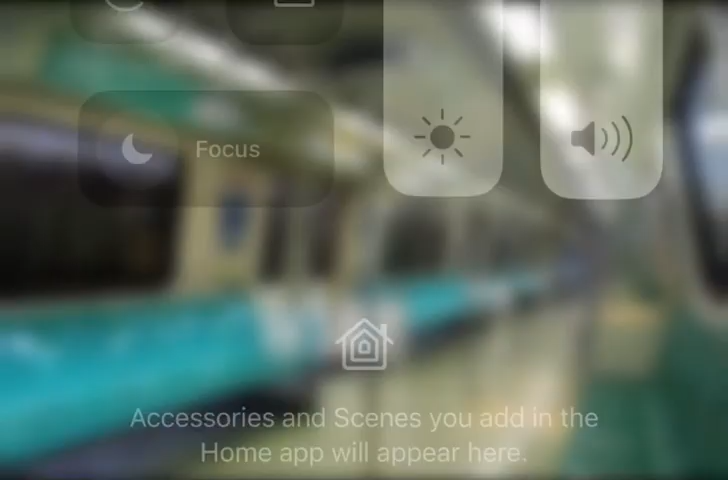 Focus
Accessories and Scenes you add in the
Home app will appear here.